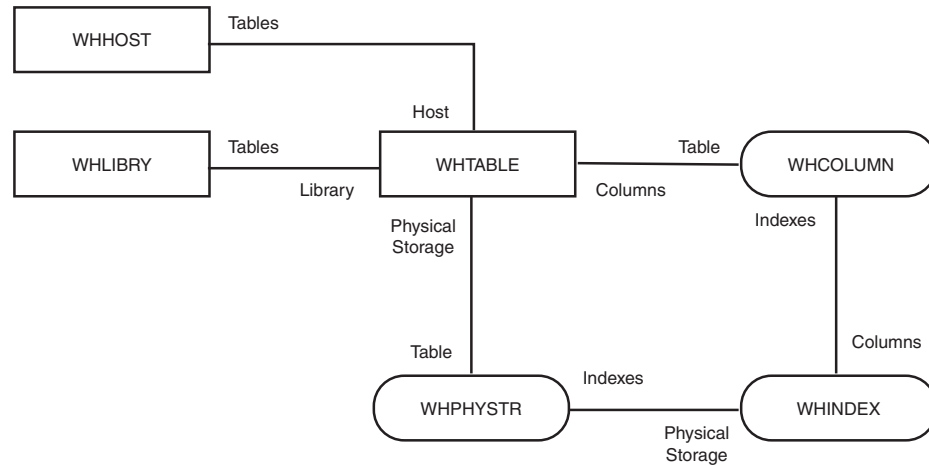 Tables
WHHOST
Host
Tables
WHLIBRY
WHTABLE
Table
WHCOLUMN
Library
Columns
Physical
Storage
Indexes
Columns
Table
Indexes
WHPHYSTR
WHINDEX
Physical
Storage